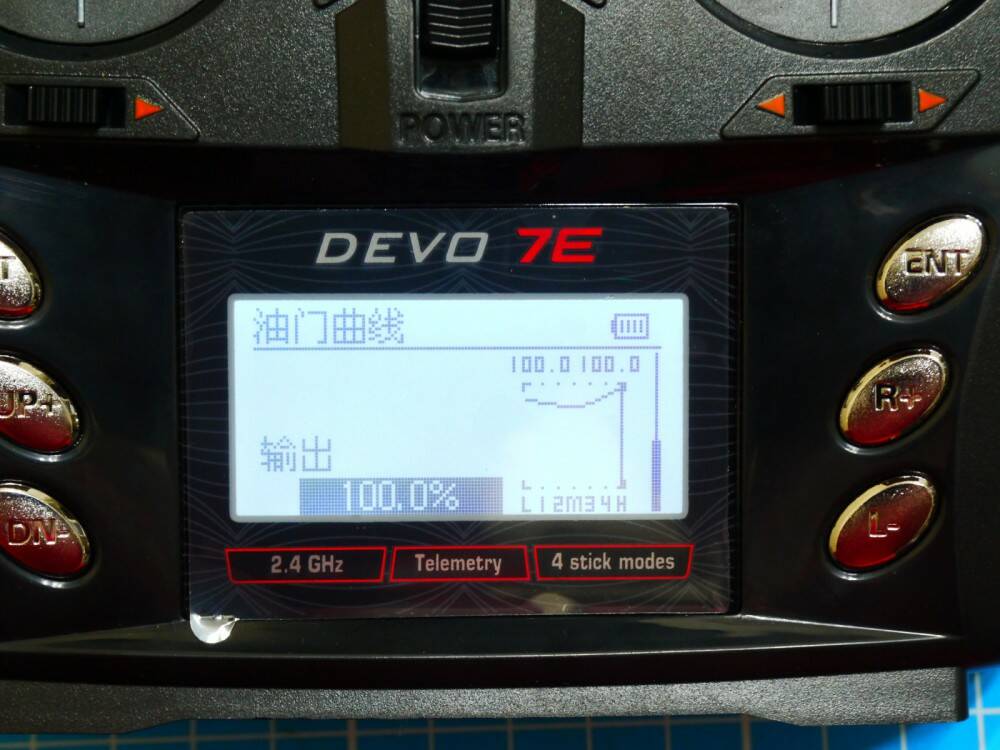 POWER
DEVO 7E
ENT
油门曲线
100.0 100.0
UP+
R+
输出
100.0%
L12M34H
DN-
L-
2.4 GHz
Telemetry
4 stick modes